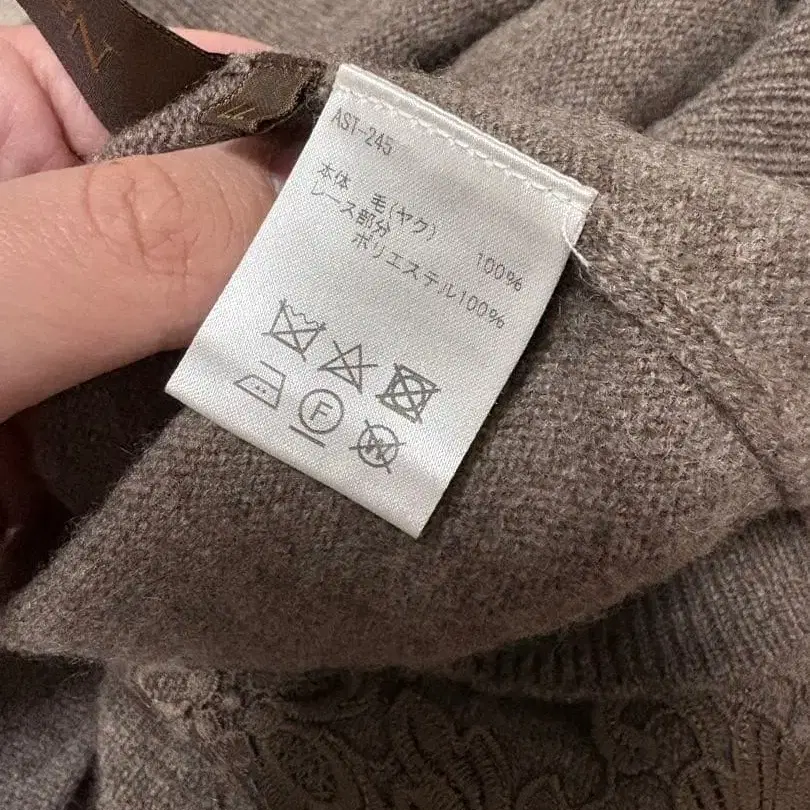 AST-245
本体 毛(ヤク) 100%
レース部分
ポリエステル100%
F
W